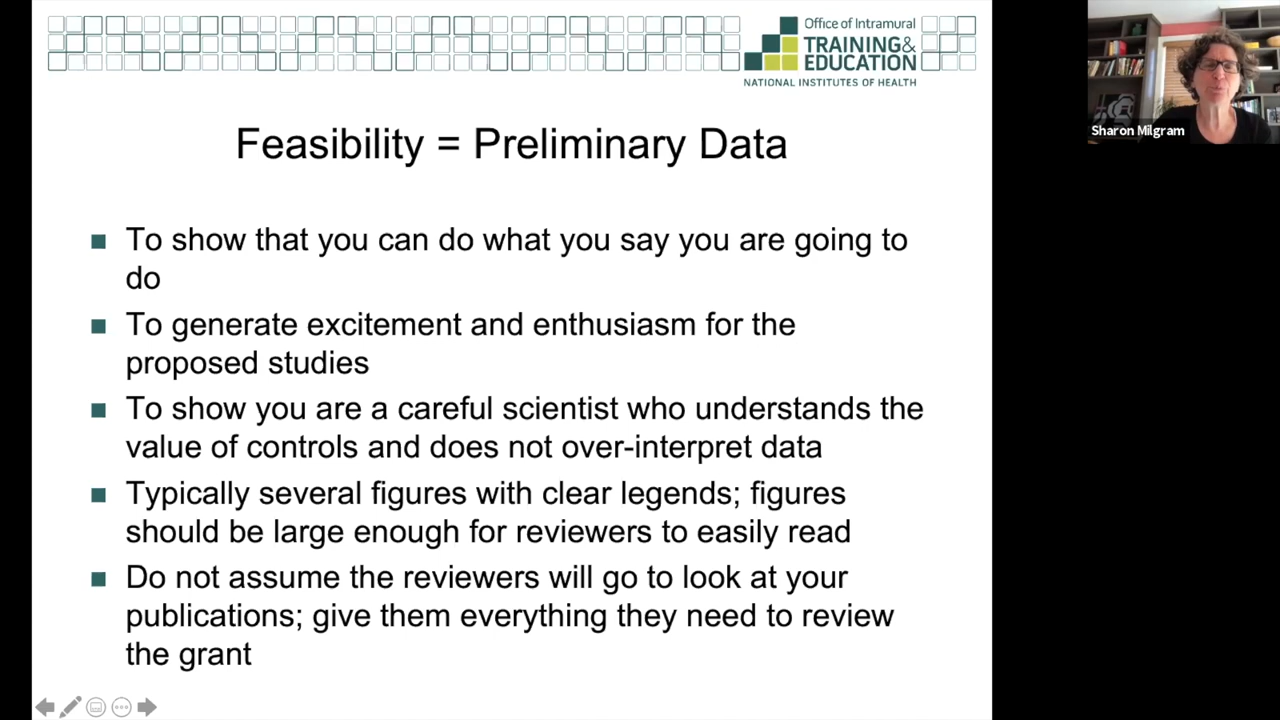 Office of Intramural
TRAINING&
EDUCATION
NATIONAL INSTITUTES OF HEALTH
Sharon Milgram
Feasibility = Preliminary Data
To show that you can do what you say you are going to
do
To generate excitement and enthusiasm for the
proposed studies
To show you are a careful scientist who understands the
value of controls and does not over-interpret data
Typically several figures with clear legends; figures
should be large enough for reviewers to easily read
Do not assume the reviewers will go to look at your
publications; give them everything they need to review
the grant